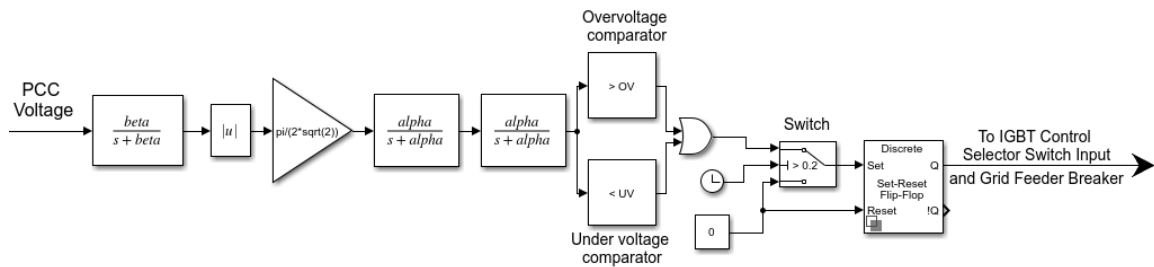 PCC
Voltage
beta
s + beta
|u|
pi/(2*sqrt(2))
alpha
s + alpha
alpha
s + alpha
Overvoltage
comparator
> OV
< UV
Under voltage
comparator
Switch
> 0.2
0
Discrete
Set
Q
Set-Reset
Flip-Flop
Reset
!Q
To IGBT Control
Selector Switch Input
and Grid Feeder Breaker